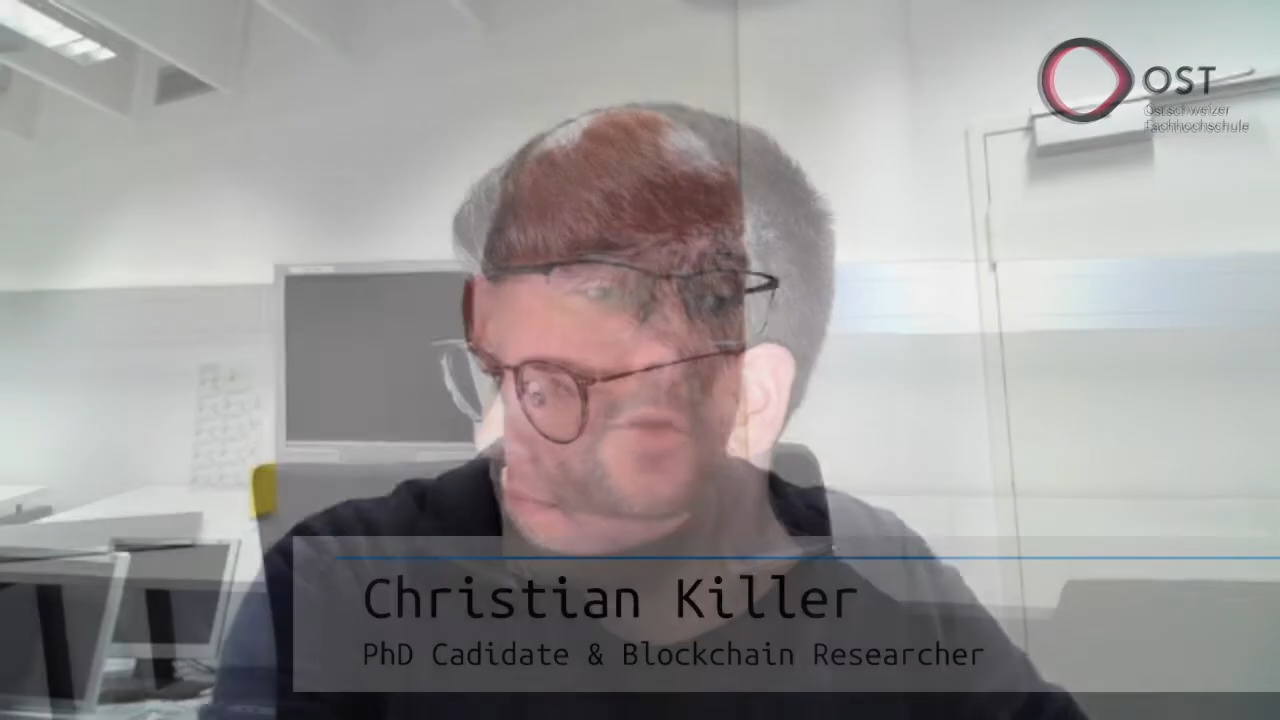 OST
Ostschweizer
Fachhochschule
Christian Killer
PhD Cadidate & Blockchain Researcher